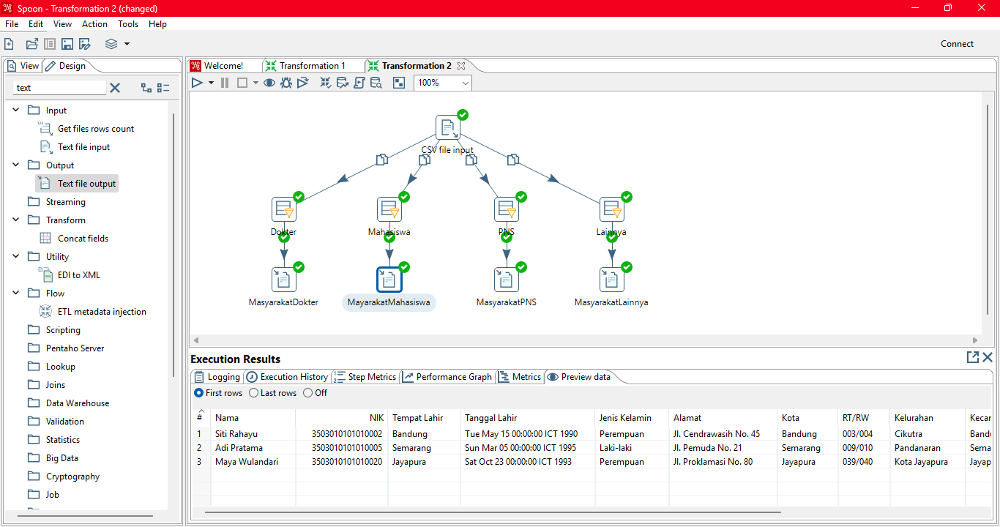 Spoon - Transformation 2 (changed)
File Edit View Action Tools Help
Connect
View Design
Welcome! Transformation 1 Transformation 2
text
100%
Input
Get files rows count
Text file input
Output
Text file output
Streaming
Transform
Concat fields
Utility
EDI to XML
Flow
ETL metadata injection
Scripting
Pentaho Server
Lookup
Joins
Data Warehouse
Validation
Statistics
Big Data
Cryptography
Job
CSV file input
Dokter Mahasiswa PNS Lainnya
MasyarakatDokter MayarakatMahasiswa MasyarakatPNS MasyarakatLainnya
Execution Results
Logging Execution History Step Metrics Performance Graph Metrics Preview data
First rows Last rows Off
# Nama NIK Tempat Lahir Tanggal Lahir Jenis Kelamin Alamat Kota RT/RW Kelurahan Kecar
1 Siti Rahayu 3503010101010002 Bandung Tue May 15 00:00:00 ICT 1990 Perempuan Jl. Cendrawasih No. 45 Bandung 003/004 Cikutra Bandu
2 Adi Pratama 3503010101010005 Semarang Sun Mar 05 00:00:00 ICT 1995 Laki-laki Jl. Pemuda No. 21 Semarang 009/010 Pandanaran Sema
3 Maya Wulandari 3503010101010020 Jayapura Sat Oct 23 00:00:00 ICT 1993 Perempuan Jl. Proklamasi No. 80 Jayapura 039/040 Kota Jayapura Jayap